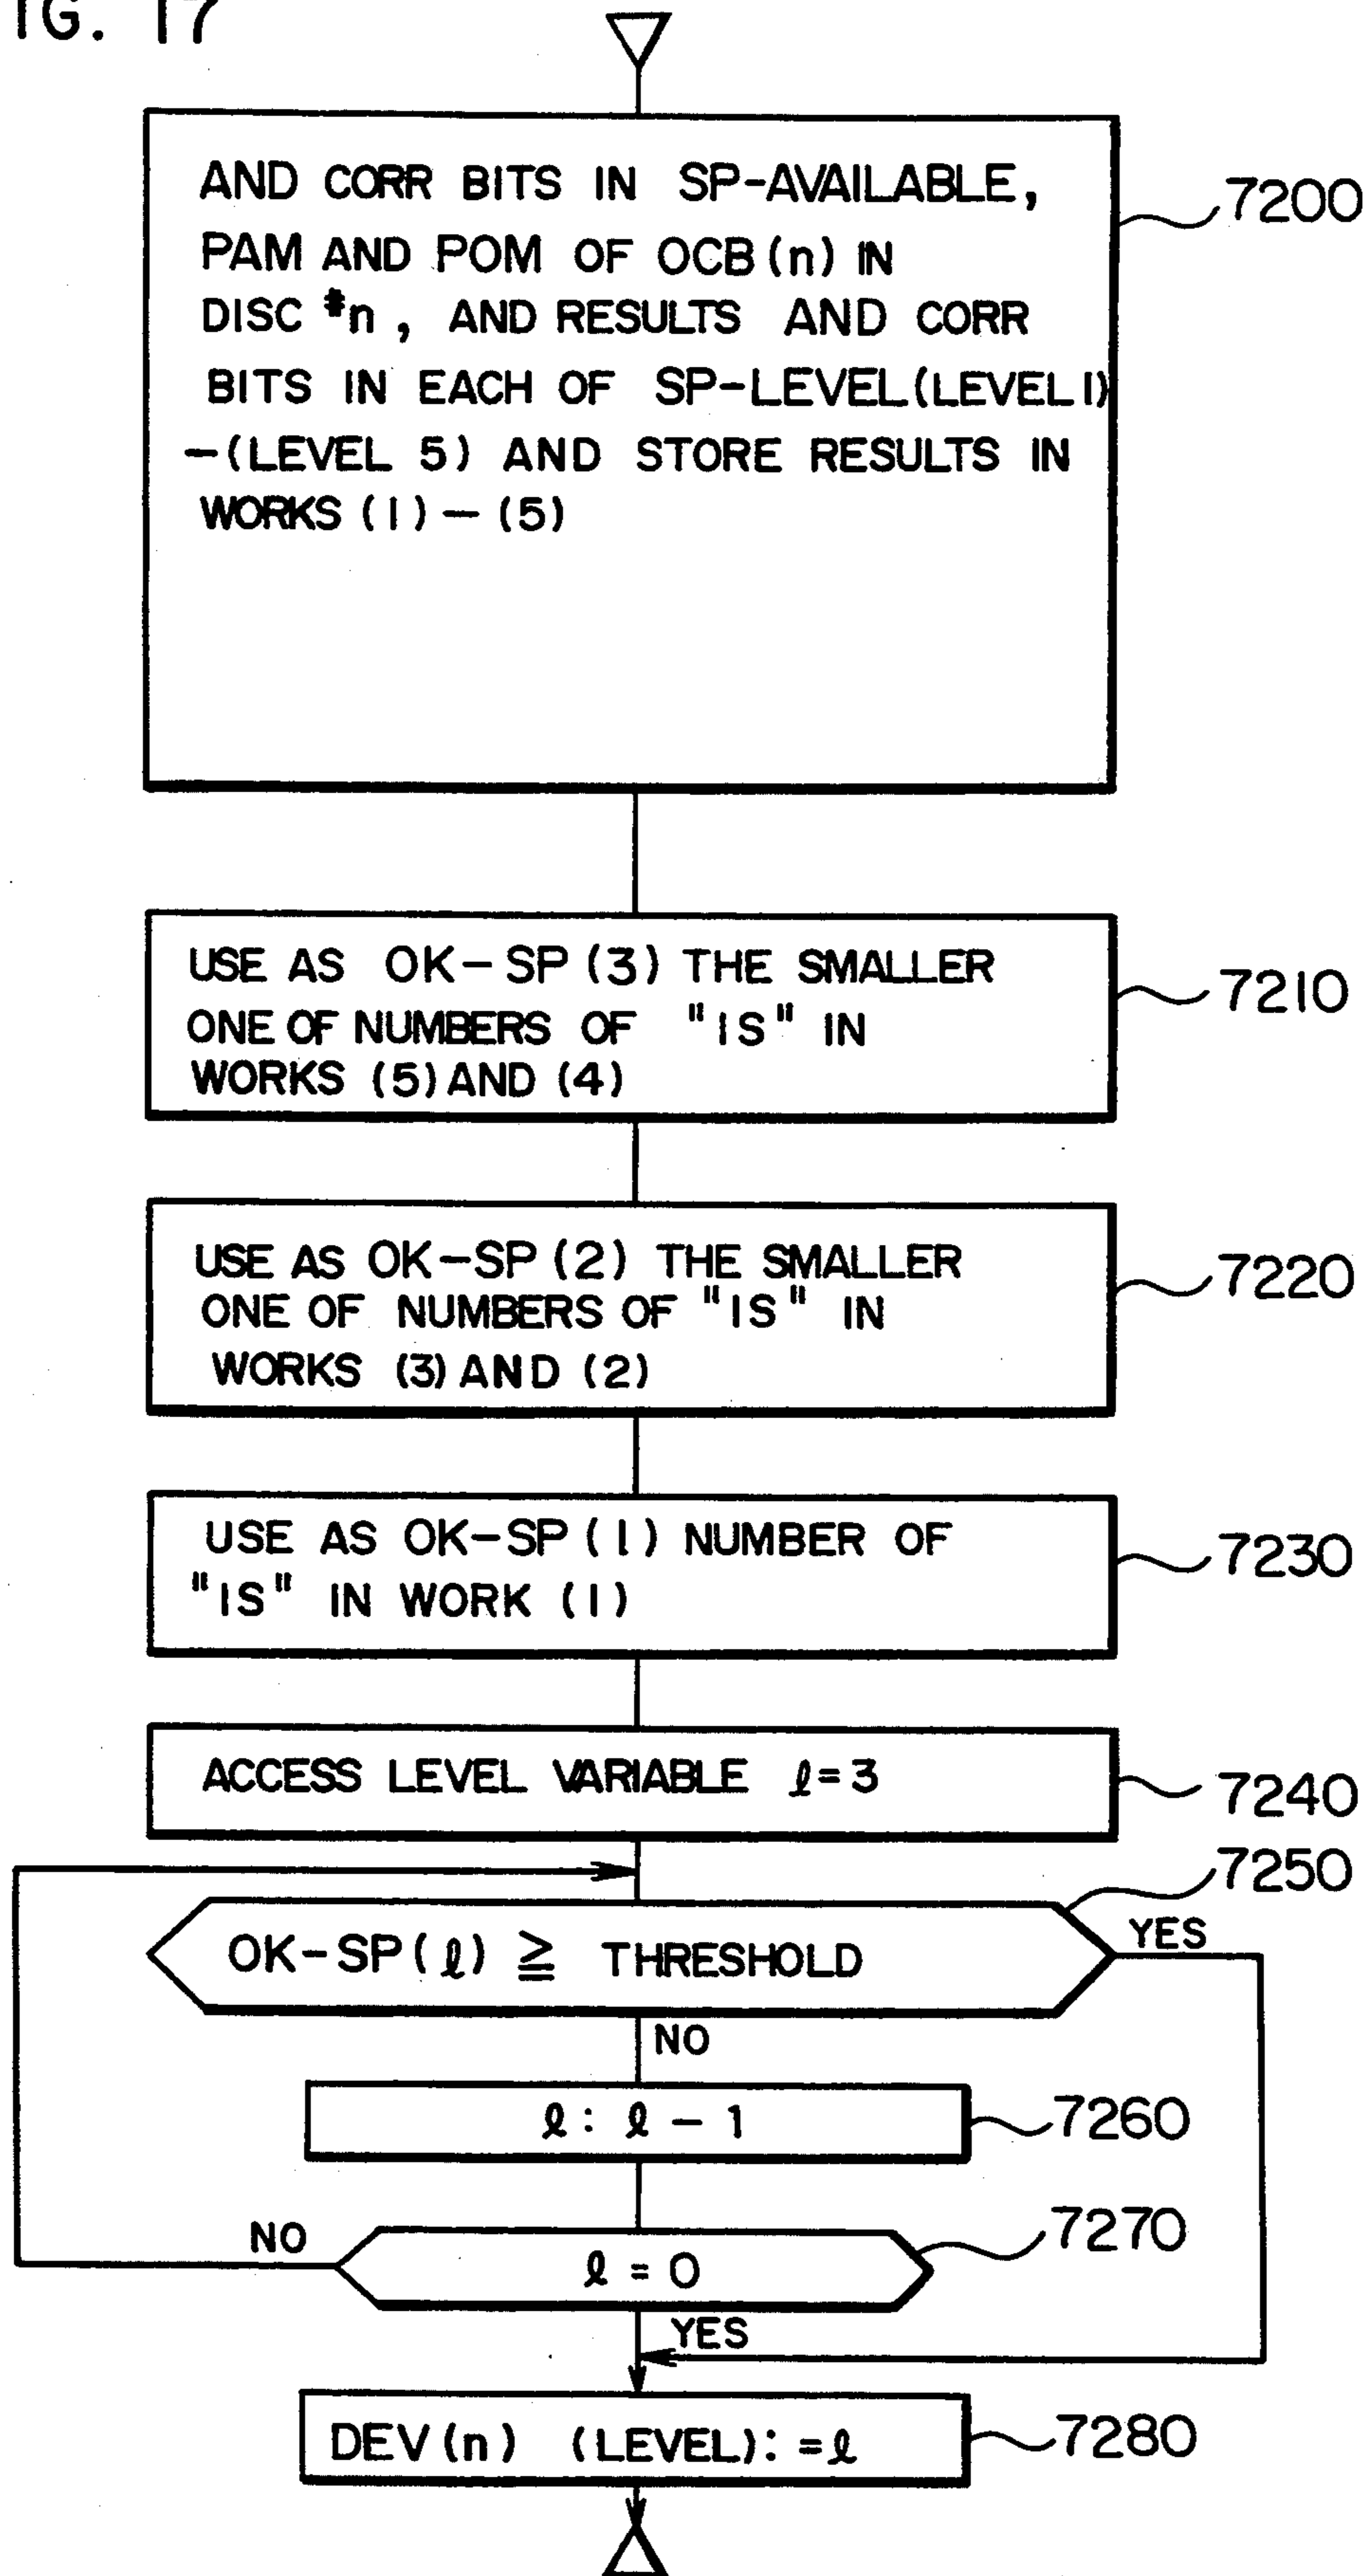 IG. 17
AND CORR BITS IN SP-AVAILABLE,
PAM AND POM OF OCB(n) IN
DISC #n, AND RESULTS AND CORR
BITS IN EACH OF SP-LEVEL(LEVEL 1)
-(LEVEL 5) AND STORE RESULTS IN
WORKS (1) - (5)
7200
USE AS OK-SP (3) THE SMALLER
ONE OF NUMBERS OF "1S" IN
WORKS (5) AND (4)
7210
USE AS OK-SP (2) THE SMALLER
ONE OF NUMBERS OF "1S" IN
WORKS (3) AND (2)
7220
USE AS OK-SP (1) NUMBER OF
"1S" IN WORK (1)
7230
ACCESS LEVEL VARIABLE ℓ=3
7240
7250
OK-SP(ℓ) ≧ THRESHOLD
YES
NO
ℓ: ℓ - 1
7260
NO
ℓ = 0
7270
YES
DEV(n) (LEVEL): =ℓ
7280